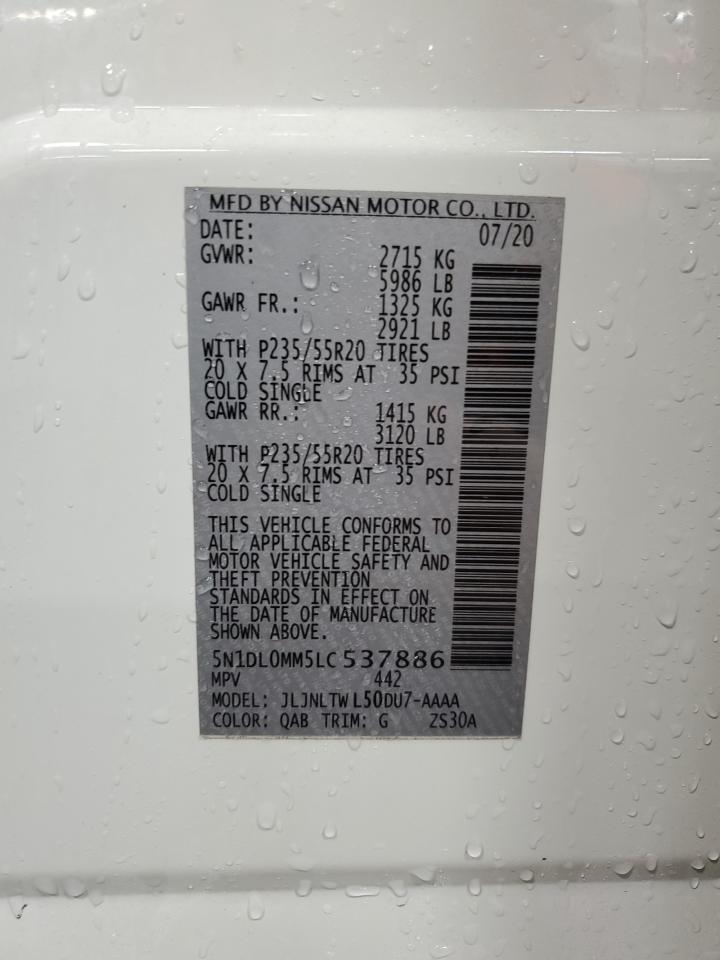 MFD BY NISSAN MOTOR CO., LTD.
DATE: 07/20
GVWR: 2715 KG
5986 LB
GAWR FR.: 1325 KG
2921 LB
WITH P235/55R20 TIRES
20 X 7.5 RIMS AT 35 PSI
COLD SINGLE
GAWR RR.: 1415 KG
3120 LB
WITH P235/55R20 TIRES
20 X 7.5 RIMS AT 35 PSI
COLD SINGLE
THIS VEHICLE CONFORMS TO
ALL APPLICABLE FEDERAL
MOTOR VEHICLE SAFETY AND
THEFT PREVENTION
STANDARDS IN EFFECT ON
THE DATE OF MANUFACTURE
SHOWN ABOVE.
5N1DL0MM5LC537886
MPV 442
MODEL: JLJNLTWL50DU7-AAAA
COLOR: QAB TRIM: G ZS30A